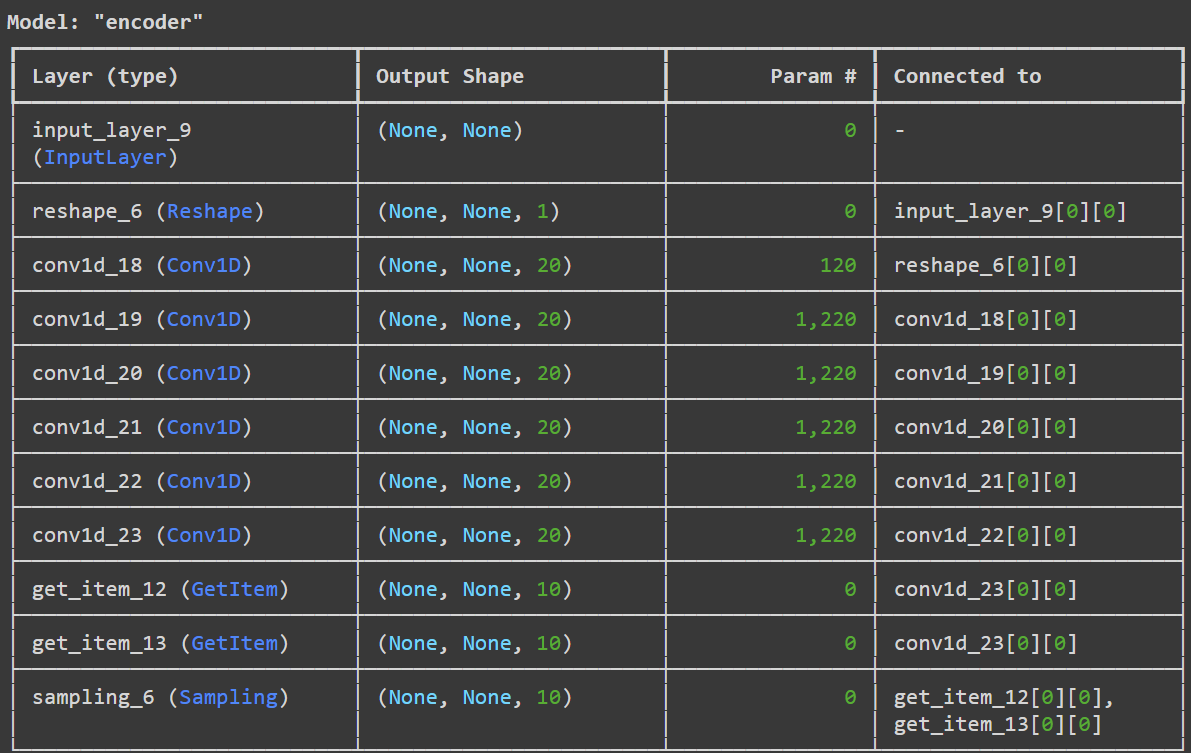 Model: "encoder"
Layer (type) Output Shape Param # Connected to
input_layer_9 (None, None) 0 -
(InputLayer)
reshape_6 (Reshape) (None, None, 1) 0 input_layer_9[0][0]
conv1d_18 (Conv1D) (None, None, 20) 120 reshape_6[0][0]
conv1d_19 (Conv1D) (None, None, 20) 1,220 conv1d_18[0][0]
conv1d_20 (Conv1D) (None, None, 20) 1,220 conv1d_19[0][0]
conv1d_21 (Conv1D) (None, None, 20) 1,220 conv1d_20[0][0]
conv1d_22 (Conv1D) (None, None, 20) 1,220 conv1d_21[0][0]
conv1d_23 (Conv1D) (None, None, 20) 1,220 conv1d_22[0][0]
get_item_12 (GetItem) (None, None, 10) 0 conv1d_23[0][0]
get_item_13 (GetItem) (None, None, 10) 0 conv1d_23[0][0]
sampling_6 (Sampling) (None, None, 10) 0 get_item_12[0][0],
get_item_13[0][0]